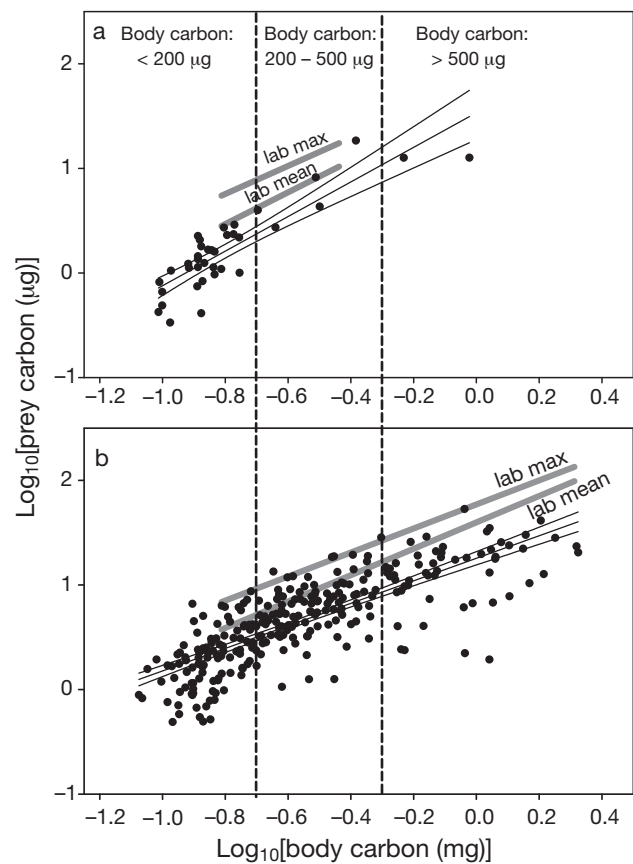 a
Body carbon: < 200 µg
Body carbon: 200 – 500 µg
Body carbon: > 500 µg
lab max
lab mean
2
1
0
–1
–1.2 –1.0 –0.8 –0.6 –0.4 –0.2 0.0 0.2 0.4
Log10[prey carbon (µg)]
b
lab max
lab mean
2
1
0
–1
–1.2 –1.0 –0.8 –0.6 –0.4 –0.2 0.0 0.2 0.4
Log10[body carbon (mg)]